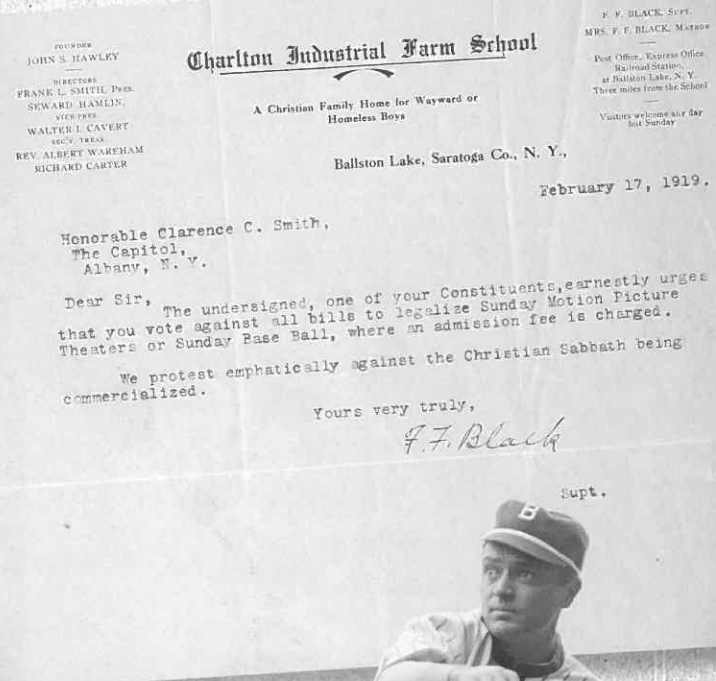 FOUNDER
JOHN S. HAWLEY
DIRECTORS
FRANK L. SMITH, PRES.
SEWARD HAMLIN,
VICE-PRES.
WALTER I. CAVERT
SEC'Y. TREAS.
REV. ALBERT WAREHAM
RICHARD CARTER
Charlton Industrial Farm School
A Christian Family Home for Wayward or
Homeless Boys
Ballston Lake, Saratoga Co., N. Y.,
F. F. BLACK, SUPT.
MRS. F. F. BLACK, MATRON
Post Office, Express Office
Railroad Station,
at Ballston Lake, N. Y.
Three miles from the School
Visitors welcome any day
but Sunday
February 17, 1919.
Honorable Clarence C. Smith,
The Capitol,
Albany, N. Y.
Dear Sir,
The undersigned, one of your Constituents,earnestly urges
that you vote against all bills to legalize Sunday Motion Picture
Theaters or Sunday Base Ball, where an admission fee is charged.
We protest emphatically against the Christian Sabbath being
commercialized.
Yours very truly,
F. F. Black
Supt.
B